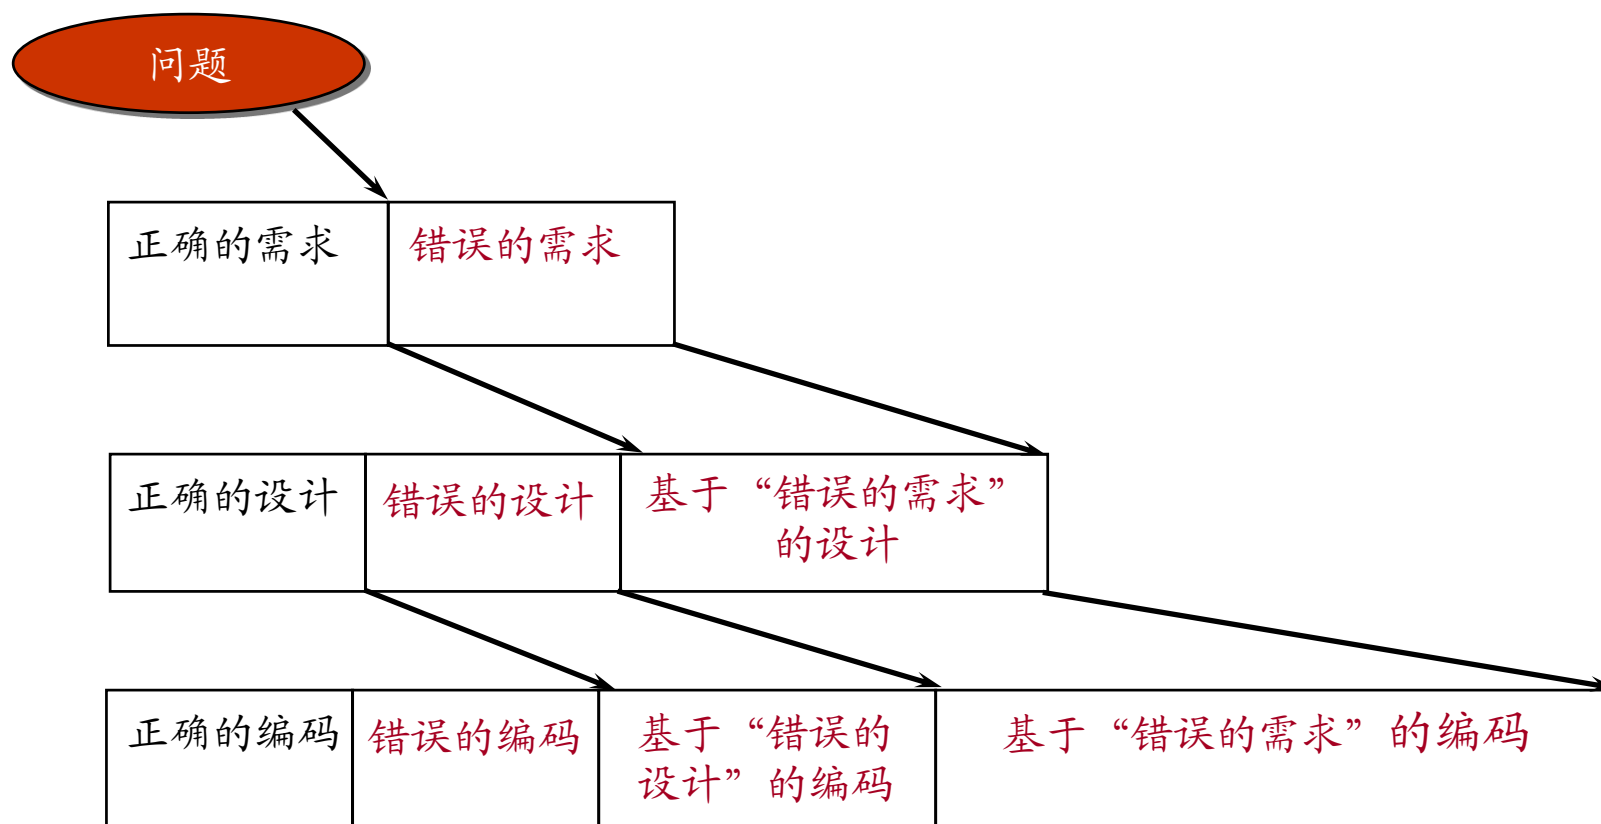 问题
正确的需求
错误的需求
正确的设计
错误的设计
基于“错误的需求”
的设计
正确的编码
错误的编码
基于“错误的
设计”的编码
基于“错误的需求”的编码